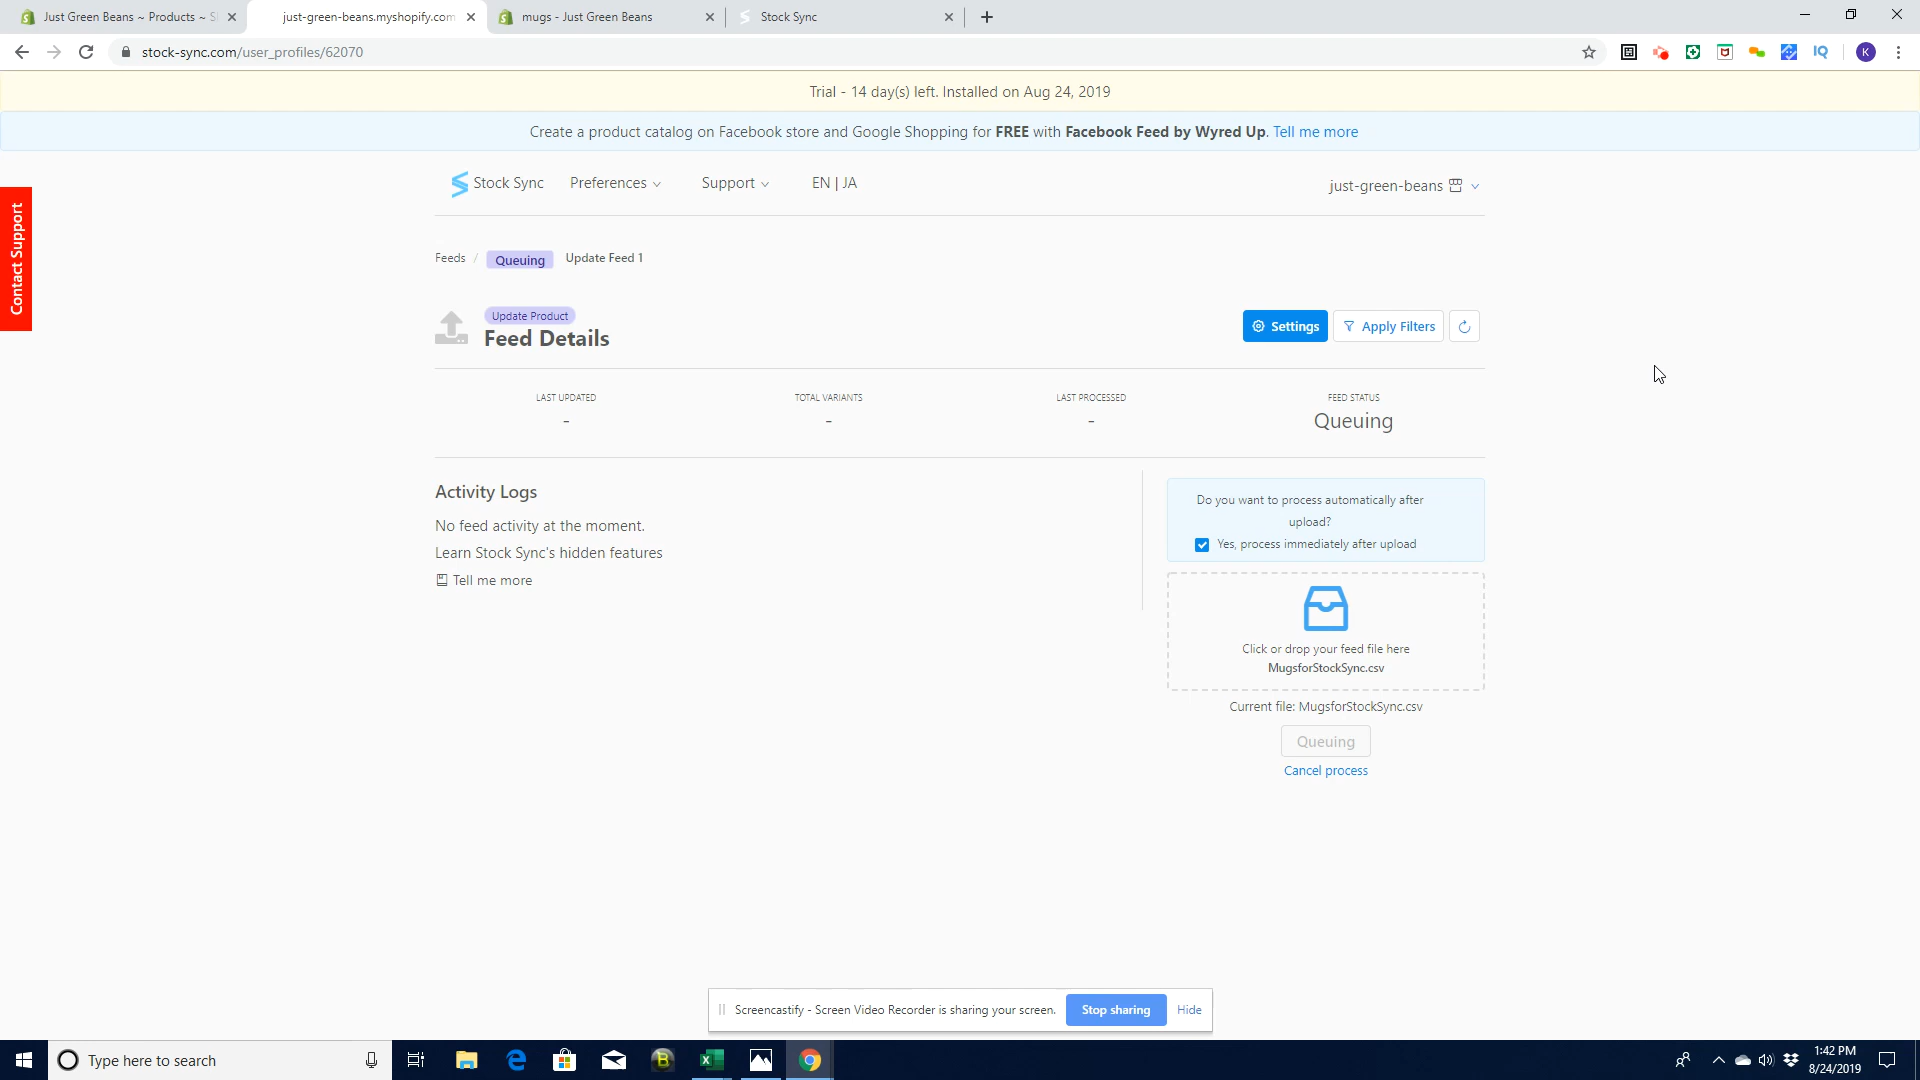 Just Green Beans ~ Products ~ S
just-green-beans.myshopify.com
mugs - Just Green Beans
Stock Sync
stock-sync.com/user_profiles/62070
IQ
K
Trial - 14 day(s) left. Installed on Aug 24, 2019
Create a product catalog on Facebook store and Google Shopping for FREE with Facebook Feed by Wyred Up. Tell me more
Contact Support
Stock Sync
Preferences
Support
EN | JA
just-green-beans
Feeds / Queuing Update Feed 1
Update Product
Feed Details
Settings
Apply Filters
LAST UPDATED
-
TOTAL VARIANTS
-
LAST PROCESSED
-
FEED STATUS
Queuing
Activity Logs
No feed activity at the moment.
Learn Stock Sync's hidden features
Tell me more
Do you want to process automatically after
upload?
Yes, process immediately after upload
Click or drop your feed file here
MugsforStockSync.csv
Current file: MugsforStockSync.csv
Queuing
Cancel process
Screencastify - Screen Video Recorder is sharing your screen.
Stop sharing
Hide
Type here to search
1:42 PM
8/24/2019